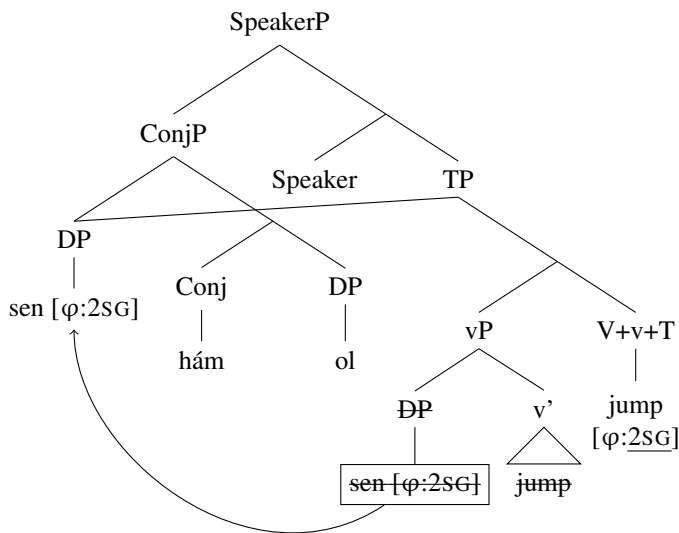 SpeakerP
ConjP
Speaker TP
DP
sen [φ:2SG]
Conj DP
hám ol
vP V+v+T
DP v’ jump
[φ:2SG]
sen [φ:2SG] jump